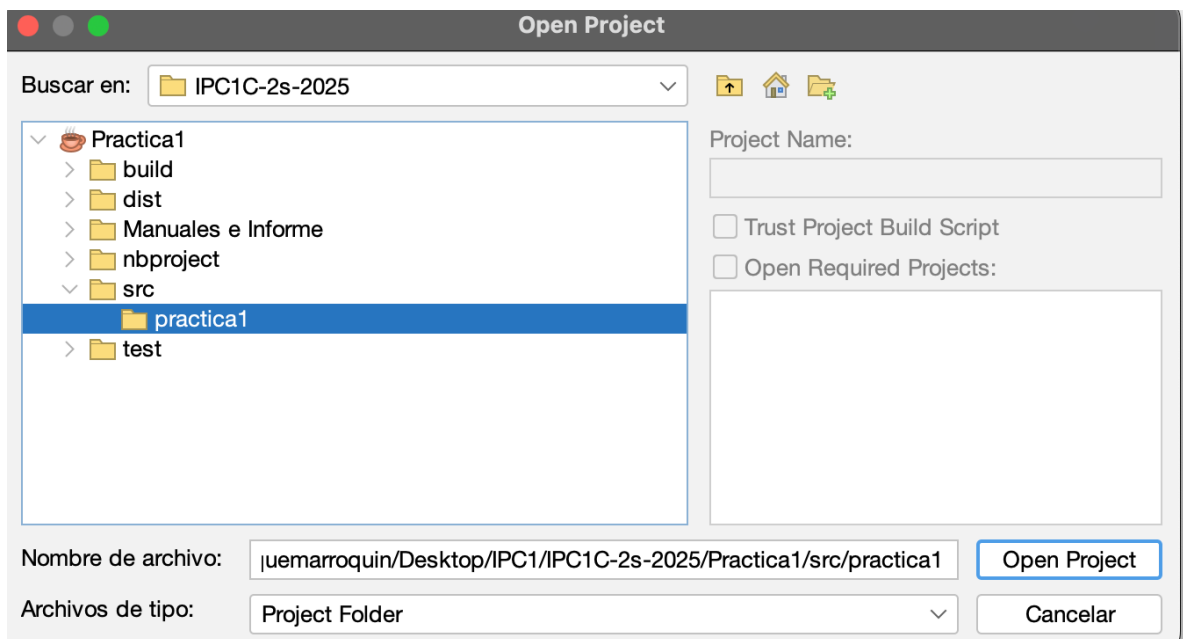 Open Project
Buscar en:
IPC1C-2s-2025
Practica1
build
dist
Manuales e Informe
nbproject
src
practica1
test
Project Name:
Trust Project Build Script
Open Required Projects:
Nombre de archivo:
uemarroquin/Desktop/IPC1/IPC1C-2s-2025/Practica1/src/practica1
Open Project
Archivos de tipo:
Project Folder
Cancelar